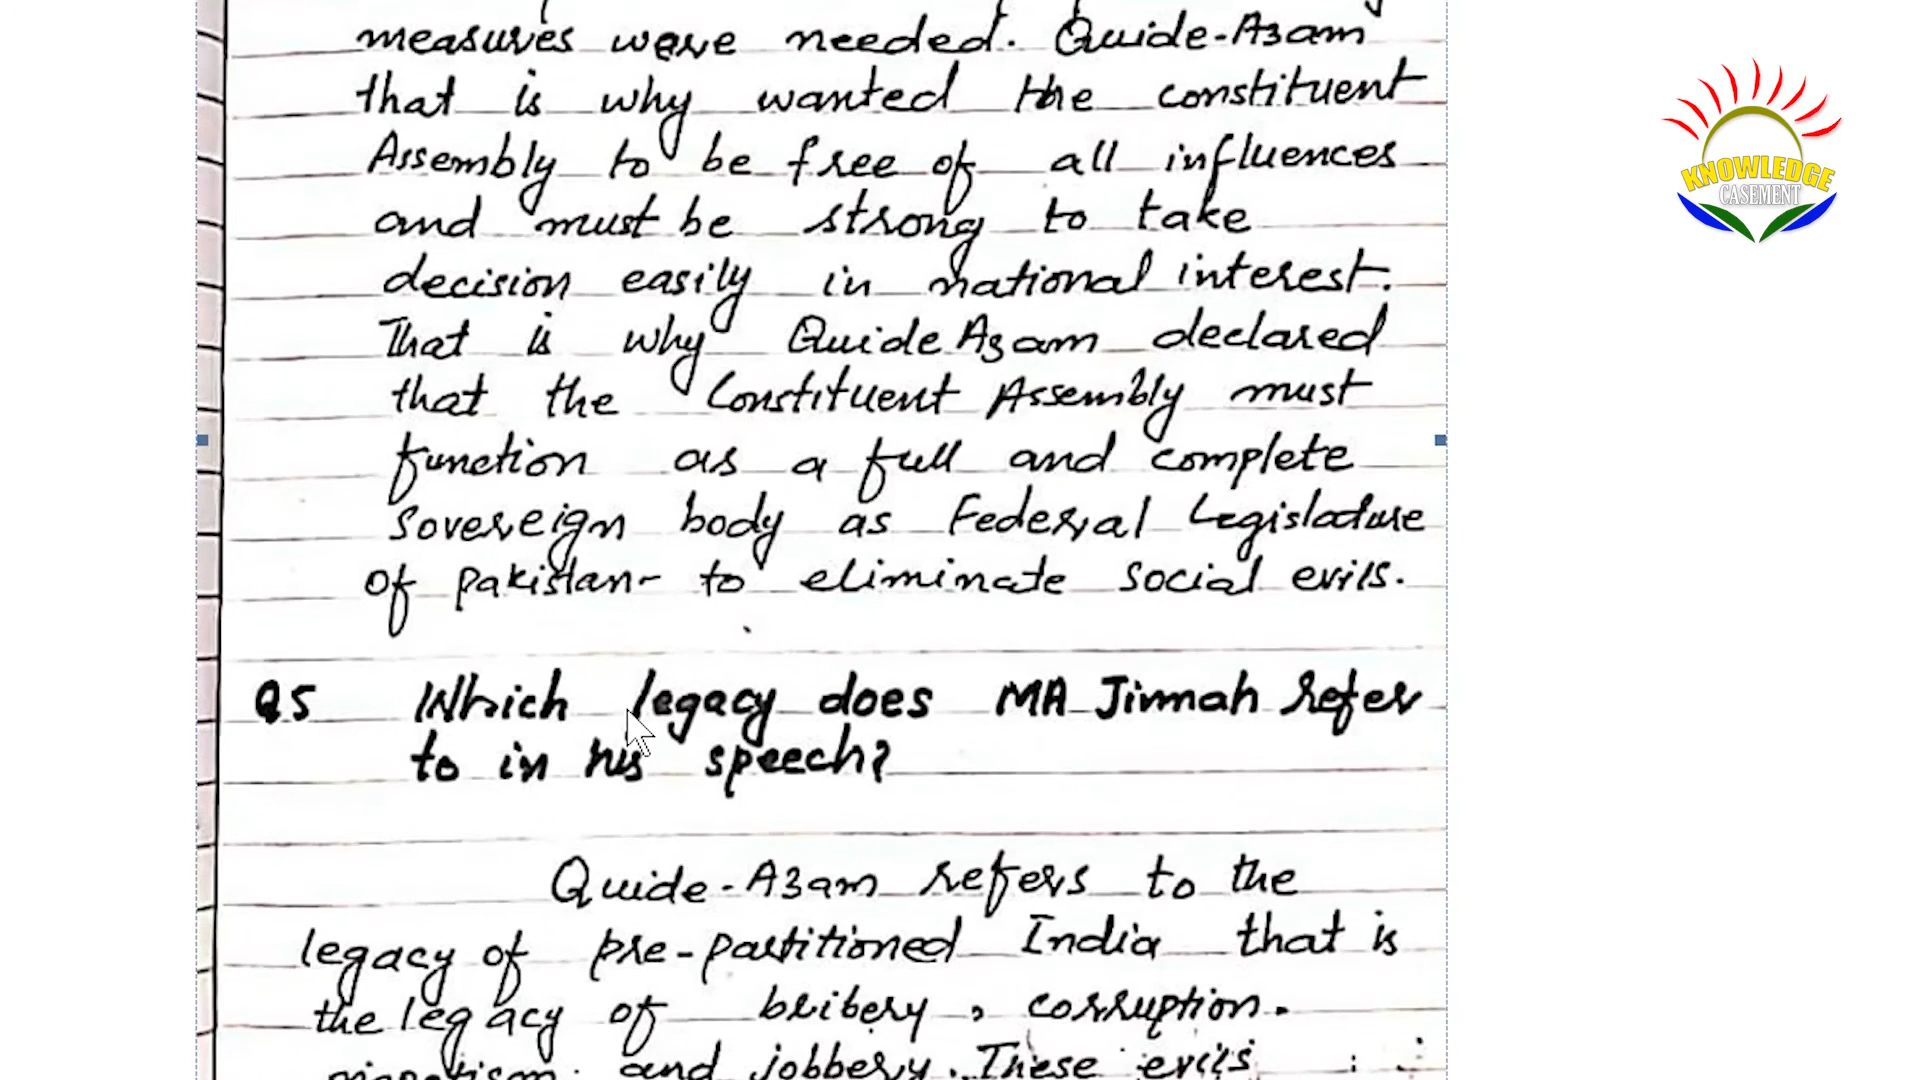 measures were needed. Quide-Azam
that is why wanted the constituent
Assembly to be free of all influences
and must be strong to take
decision easily in national interest.
That is why Quide Azam declared
that the Constituent Assembly must
function as a full and complete
sovereign body as Federal Legislature
of Pakistan- to eliminate social evils.
Q5 Which legacy does MA Jinnah refer
to in his speech?
Quide-Azam refers to the
legacy of pre-partitioned India that is
the legacy of bribery, corruption.
and jobbery. These evils
KNOWLEDGE
CASEMENT